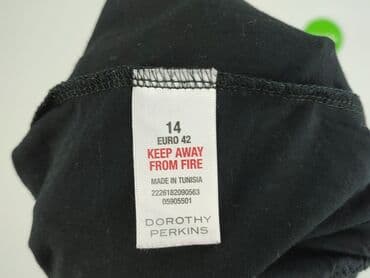 14
EURO 42
KEEP AWAY
FROM FIRE
MADE IN TUNISIA
2226182090563
05905501
DOROTHY
PERKINS